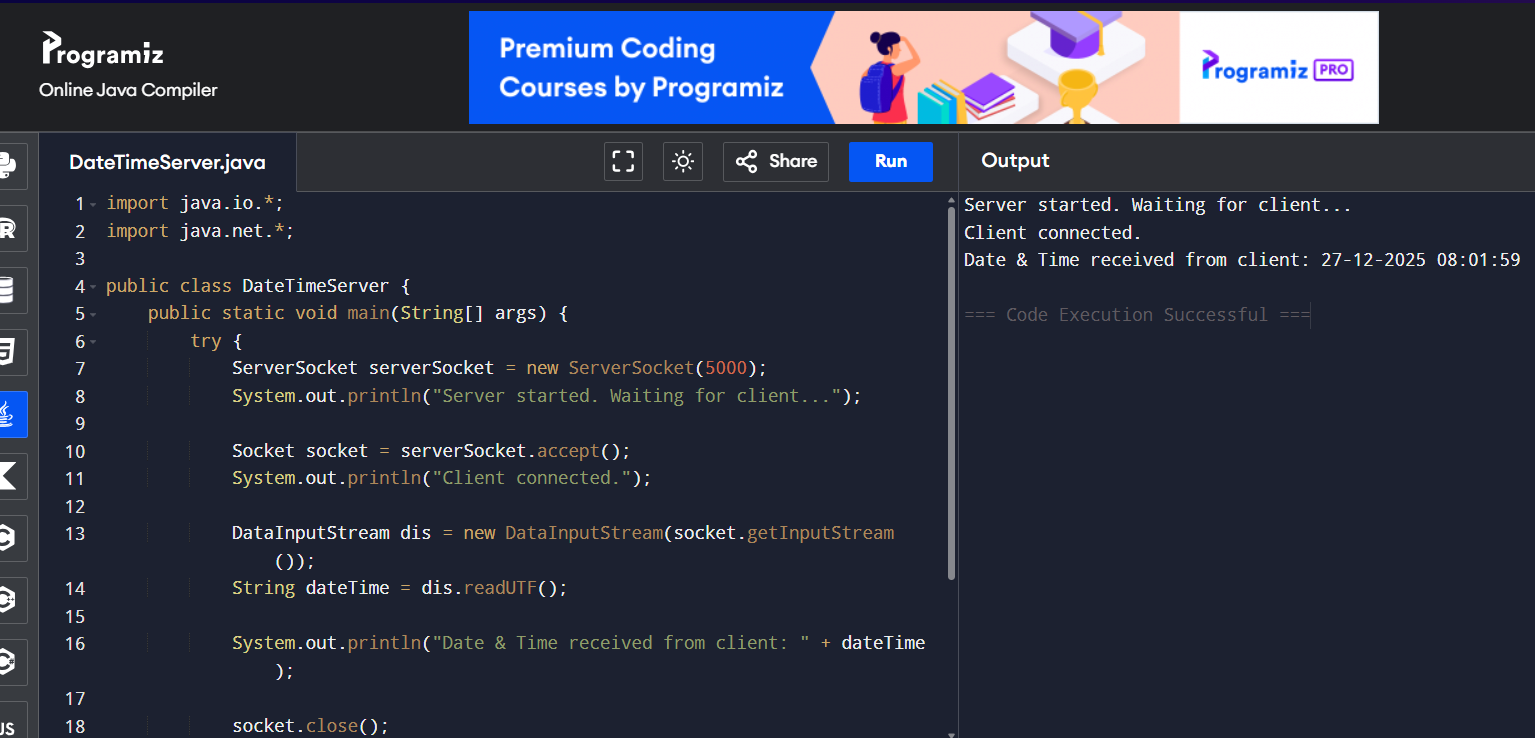 Programiz
Online Java Compiler
Premium Coding
Courses by Programiz
Programiz PRO
DateTimeServer.java
Share
Run
Output
1 import java.io.*;
2 import java.net.*;
3
4 public class DateTimeServer {
5 public static void main(String[] args) {
6 try {
7 ServerSocket serverSocket = new ServerSocket(5000);
8 System.out.println("Server started. Waiting for client...");
9
10 Socket socket = serverSocket.accept();
11 System.out.println("Client connected.");
12
13 DataInputStream dis = new DataInputStream(socket.getInputStream
());
14 String dateTime = dis.readUTF();
15
16 System.out.println("Date & Time received from client: " + dateTime
);
17
18 socket.close();
Server started. Waiting for client...
Client connected.
Date & Time received from client: 27-12-2025 08:01:59
=== Code Execution Successful ===
R
5
C
C
C
JS